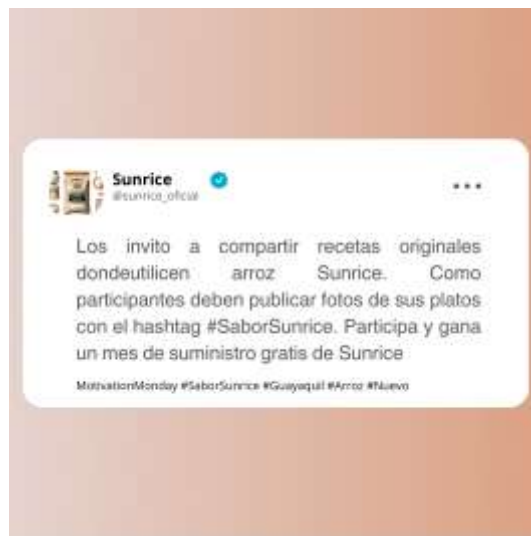 Sunrice
@sunrice_oficial
Los invito a compartir recetas originales
dondeutilicen arroz Sunrice. Como
participantes deben publicar fotos de sus platos
con el hashtag #SaborSunrice. Participa y gana
un mes de suministro gratis de Sunrice
MotivationMonday #SaborSunrice #Guayaquil #Arroz #Nuevo